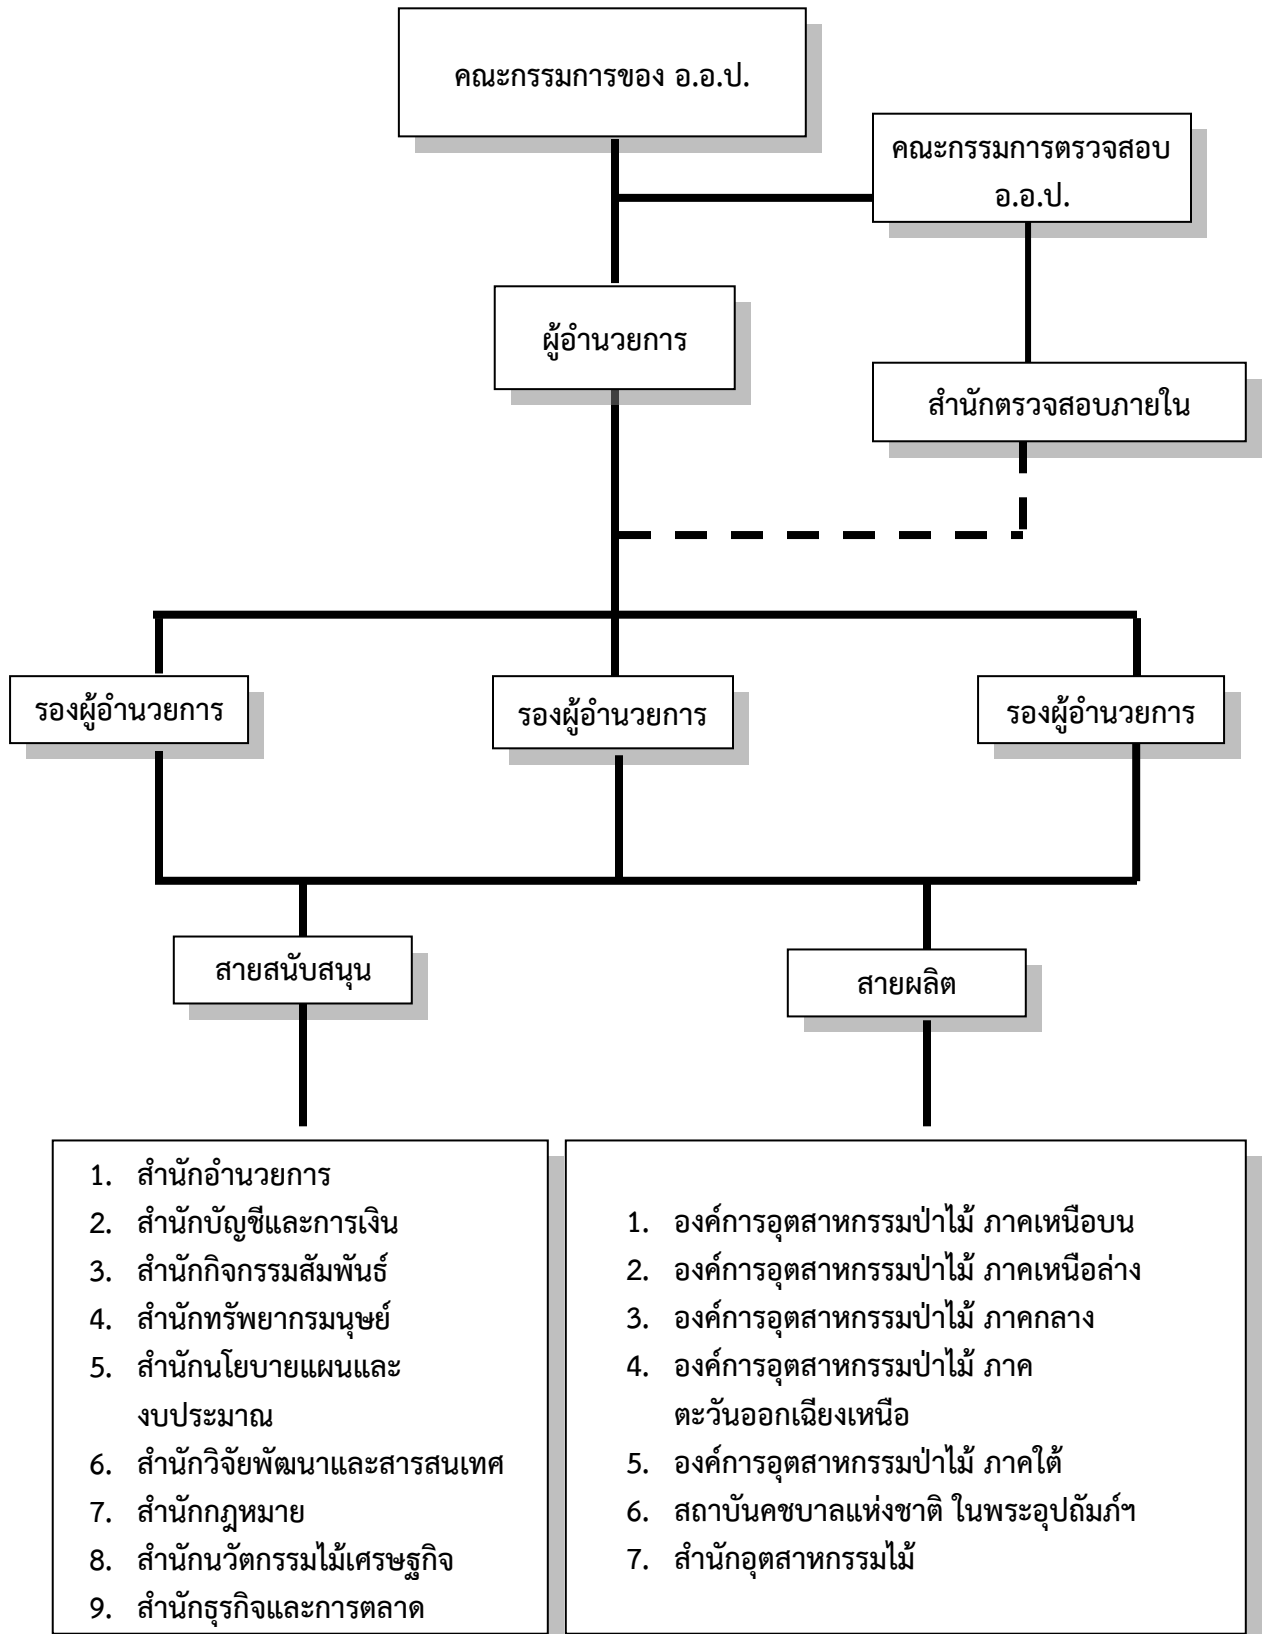 คณะกรรมการของ อ.อ.ป.
คณะกรรมการตรวจสอบ
อ.อ.ป.
ผู้อำนวยการ
สำนักตรวจสอบภายใน
รองผู้อำนวยการ
รองผู้อำนวยการ
รองผู้อำนวยการ
สายสนับสนุน
สายผลิต
1. สำนักอำนวยการ
2. สำนักบัญชีและการเงิน
3. สำนักกิจกรรมสัมพันธ์
4. สำนักทรัพยากรมนุษย์
5. สำนักนโยบายแผนและ
งบประมาณ
6. สำนักวิจัยพัฒนาและสารสนเทศ
7. สำนักกฎหมาย
8. สำนักนวัตกรรมไม้เศรษฐกิจ
9. สำนักธุรกิจและการตลาด
1. องค์การอุตสาหกรรมป่าไม้ ภาคเหนือบน
2. องค์การอุตสาหกรรมป่าไม้ ภาคเหนือล่าง
3. องค์การอุตสาหกรรมป่าไม้ ภาคกลาง
4. องค์การอุตสาหกรรมป่าไม้ ภาค
ตะวันออกเฉียงเหนือ
5. องค์การอุตสาหกรรมป่าไม้ ภาคใต้
6. สถาบันคชบาลแห่งชาติ ในพระอุปถัมภ์ฯ
7. สำนักอุตสาหกรรมไม้